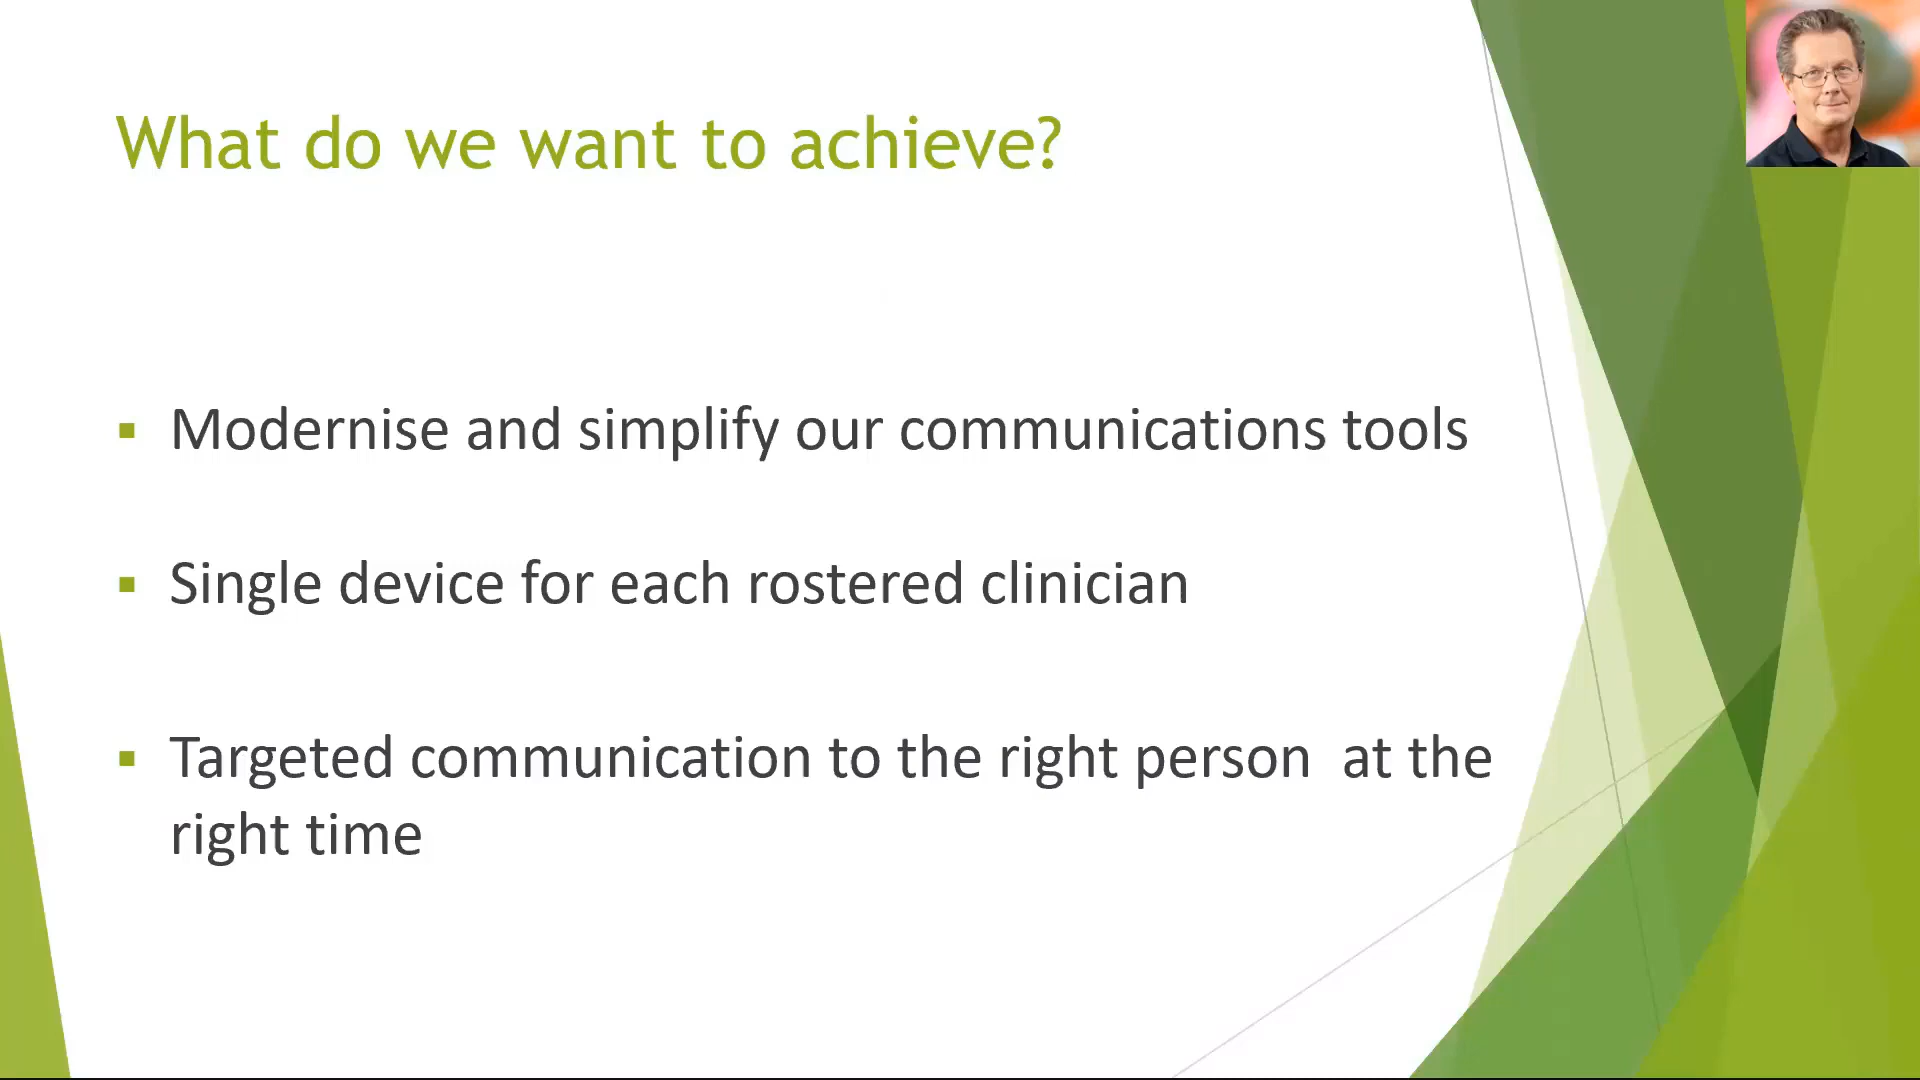 What do we want to achieve?
Modernise and simplify our communications tools
Single device for each rostered clinician
Targeted communication to the right person  at the
right time